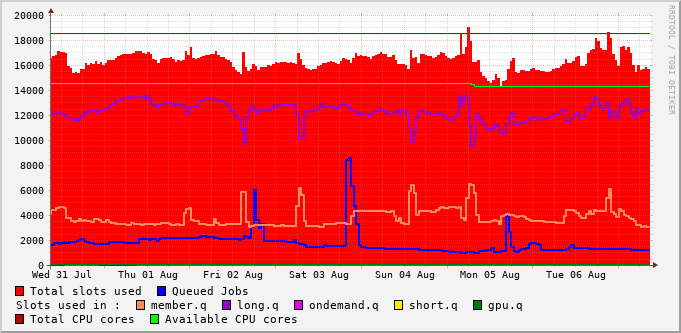 20000
18000
16000
14000
12000
10000
8000
6000
4000
2000
0
Wed 31 Jul Thu 01 Aug Fri 02 Aug Sat 03 Aug Sun 04 Aug Mon 05 Aug Tue 06 Aug
Total slots used Queued Jobs
Slots used in : member.q long.q ondemand.q short.q gpu.q
Total CPU cores Available CPU cores
RRDTOOL / TOBI OETIKER